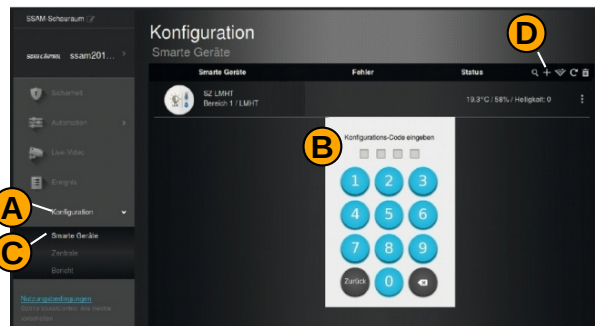 SSAM-Schauraum
Konfiguration
Smarte Geräte
D
ssam201...
Smarte Geräte Fehler Status
SZ LMHT
Bereich 1 / LMHT
19.3°C / 58% / Helligkeit: 0
Sicherheit
Automation
Live Video
Ereignis
B
Konfigurations-Code eingeben
1 2 3
4 5 6
7 8 9
Zurück 0
A
Konfiguration
C
Smarte Geräte
Zentrale
Bericht
Nutzungsbedingungen